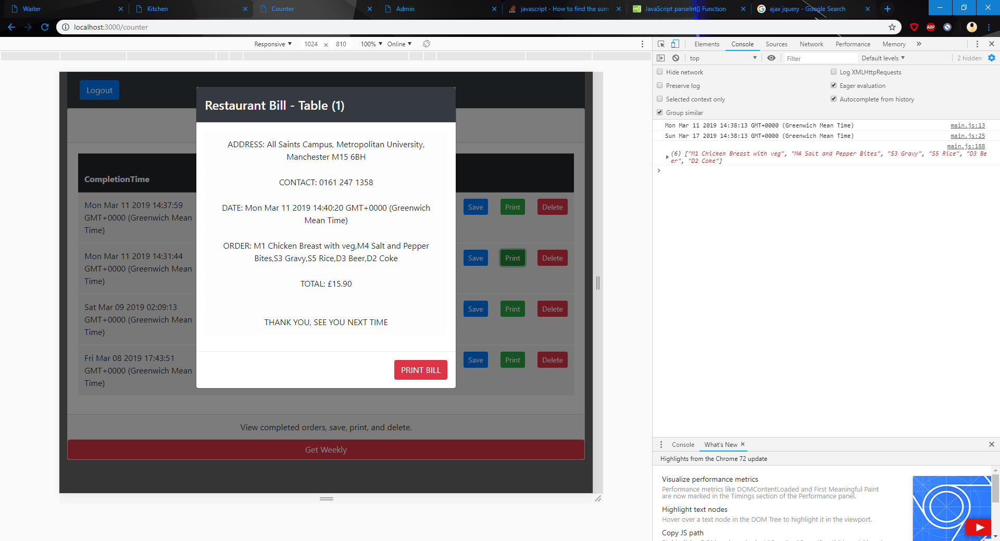 Waiter
Kitchen
Counter
Admin
javascript - How to find the sum
JavaScript parseInt() Function
ajax jquery - Google Search
localhost:3000/counter
ABP
Responsive 1024 x 810 100% Online
Elements Console Sources Network Performance Memory
top Filter Default levels 2 hidden
Hide network Log XMLHttpRequests
Preserve log Eager evaluation
Selected context only Autocomplete from history
Group similar
Mon Mar 11 2019 14:38:13 GMT+0000 (Greenwich Mean Time) main.js:13
Sun Mar 17 2019 14:38:13 GMT+0000 (Greenwich Mean Time) main.js:25
main.js:188
(6) ["M1 Chicken Breast with veg", "M4 Salt and Pepper Bites", "S3 Gravy", "S5 Rice", "D3 Be
er", "D2 Coke"]
Logout
Restaurant Bill - Table (1)
ADDRESS: All Saints Campus, Metropolitan University,
Manchester M15 6BH
CONTACT: 0161 247 1358
DATE: Mon Mar 11 2019 14:40:20 GMT+0000 (Greenwich
Mean Time)
ORDER: M1 Chicken Breast with veg,M4 Salt and Pepper
Bites,S3 Gravy,S5 Rice,D3 Beer,D2 Coke
TOTAL: £15.90
THANK YOU, SEE YOU NEXT TIME
PRINT BILL
CompletionTime
Mon Mar 11 2019 14:37:59
GMT+0000 (Greenwich Mean
Time)
Save Print Delete
Mon Mar 11 2019 14:31:44
GMT+0000 (Greenwich Mean
Time)
Save Print Delete
Sat Mar 09 2019 02:09:13
GMT+0000 (Greenwich Mean
Time)
Save Print Delete
Fri Mar 08 2019 17:43:51
GMT+0000 (Greenwich Mean
Time)
Save Print Delete
View completed orders, save, print, and delete.
Get Weekly
Console What's New
Highlights from the Chrome 72 update
Visualize performance metrics
Performance metrics like DOMContentLoaded and First Meaningful Paint
are now marked in the Timings section of the Performance panel.
Highlight text nodes
Hover over a text node in the DOM Tree to highlight it in the viewport.
Copy JS path